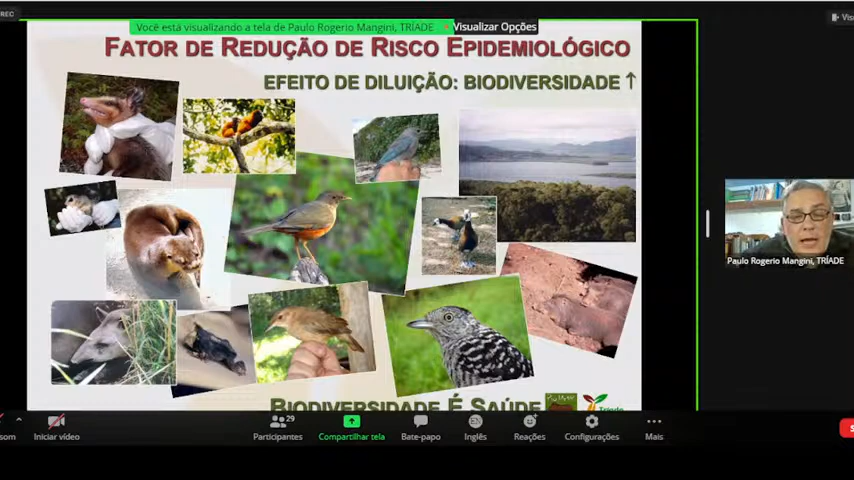 REC
Você está visualizando a tela de Paulo Rogerio Mangini, TRÍADE
Visualizar Opções
FATOR DE REDUÇÃO DE RISCO EPIDEMIOLÓGICO
EFEITO DE DILUIÇÃO: BIODIVERSIDADE ↑
Paulo Rogerio Mangini, TRÍADE
BIODIVERSIDADE É SAÚDE
29
som
Iniciar vídeo
Participantes
Compartilhar tela
Bate-papo
Inglês
Reações
Configurações
Mais